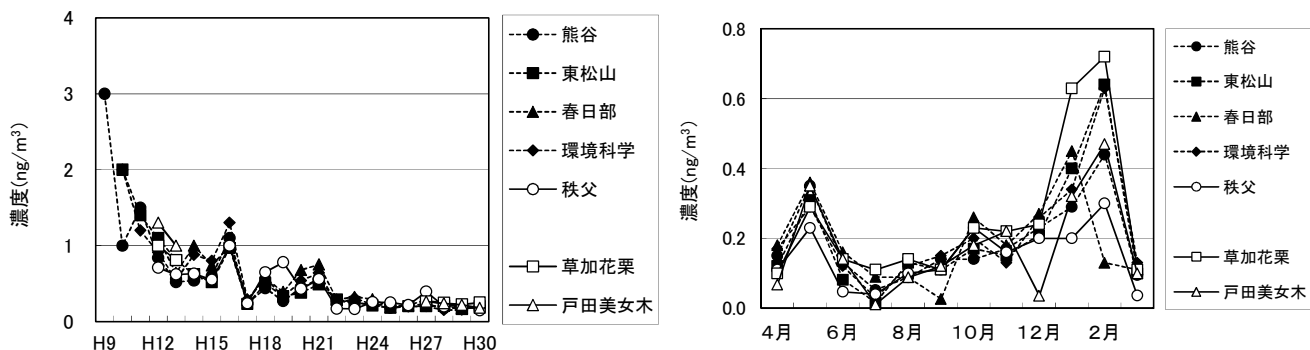 濃度(ng/m³)
4
3
2
1
0
H9 H12 H15 H18 H21 H24 H27 H30
熊谷
東松山
春日部
環境科学
秩父
草加花栗
戸田美女木
濃度(ng/m³)
0.8
0.6
0.4
0.2
0.0
4月 6月 8月 10月 12月 2月
熊谷
東松山
春日部
環境科学
秩父
草加花栗
戸田美女木